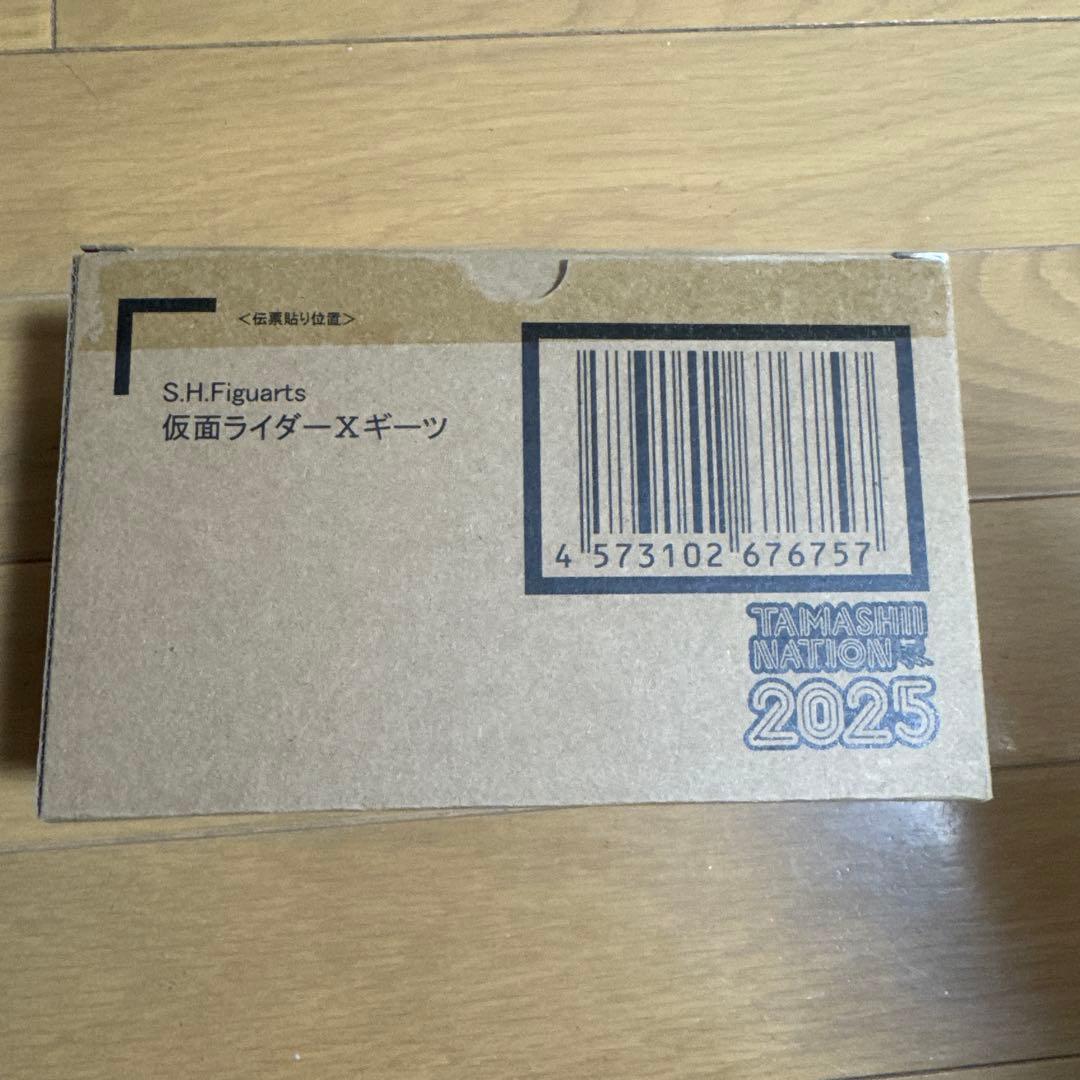 <伝票貼り位置>
S.H.Figuarts
仮面ライダーXギーツ
4 573102 676757
TAMASHII
NATION
2025